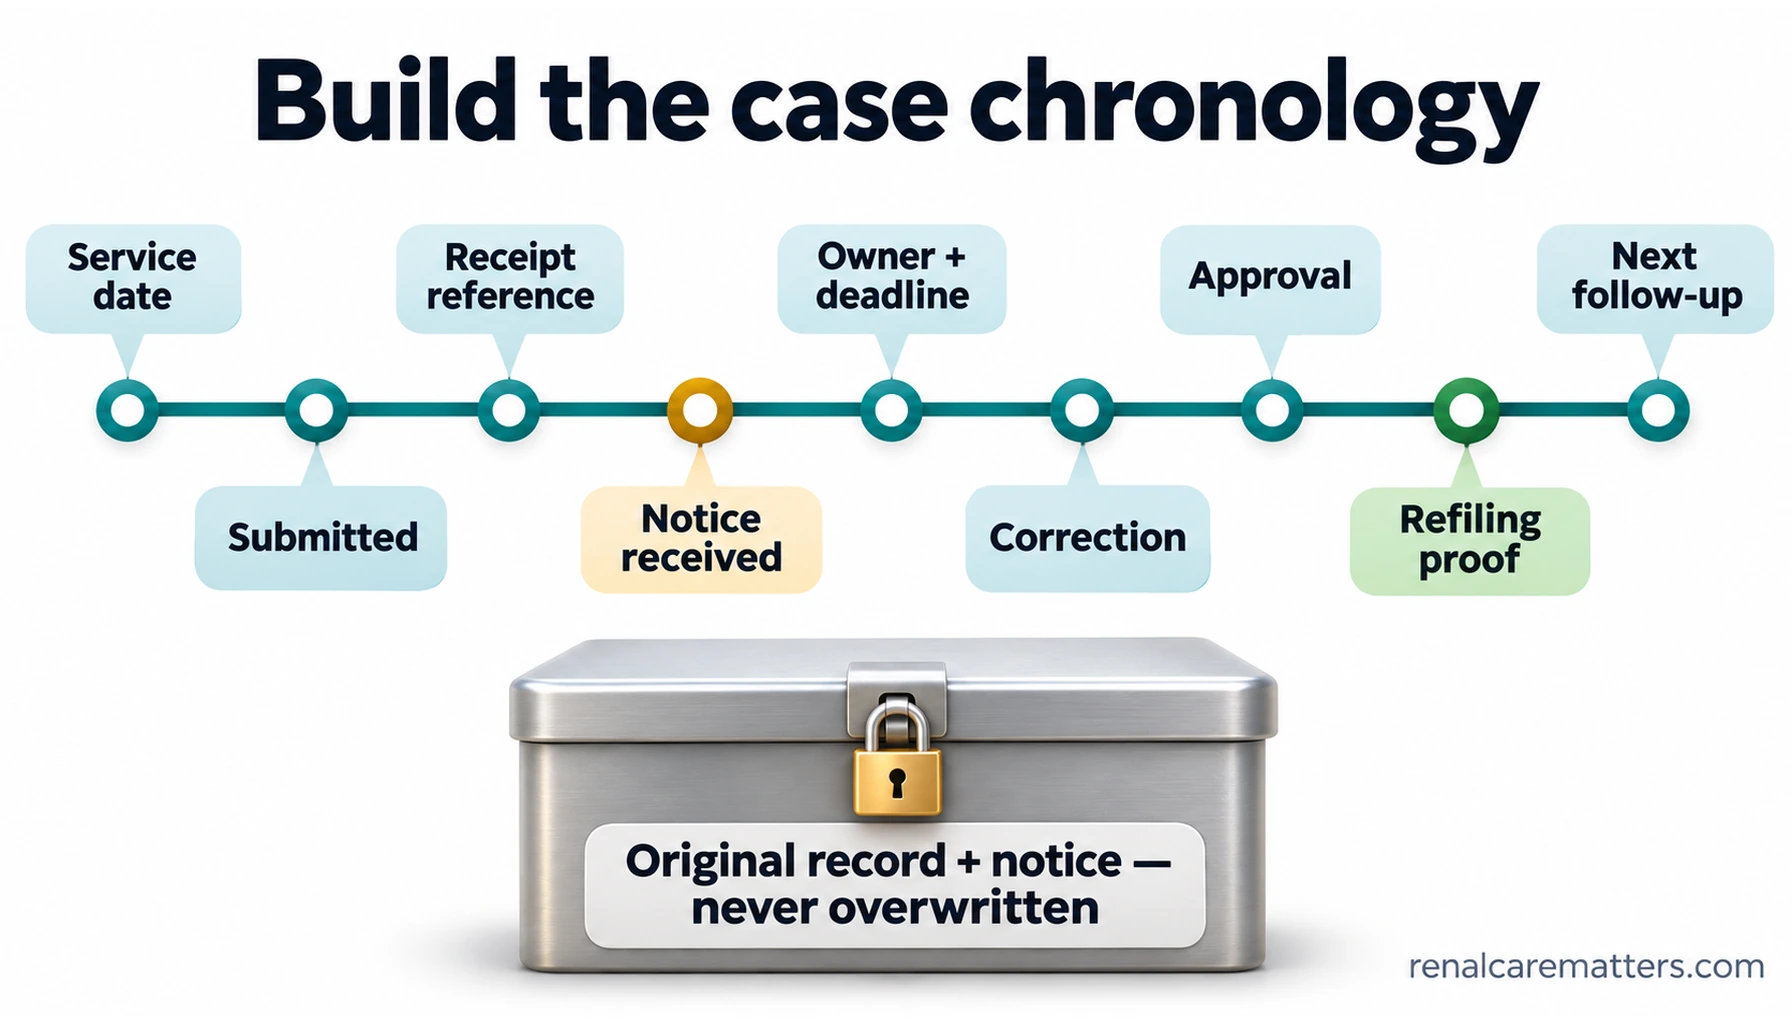 Build the case chronology
Service
date
Submitted
Receipt
reference
Notice
received
Owner +
deadline
Correction
Approval
Refiling
proof
Next
follow-up
Original record + notice —
never overwritten
renalcarematters.com